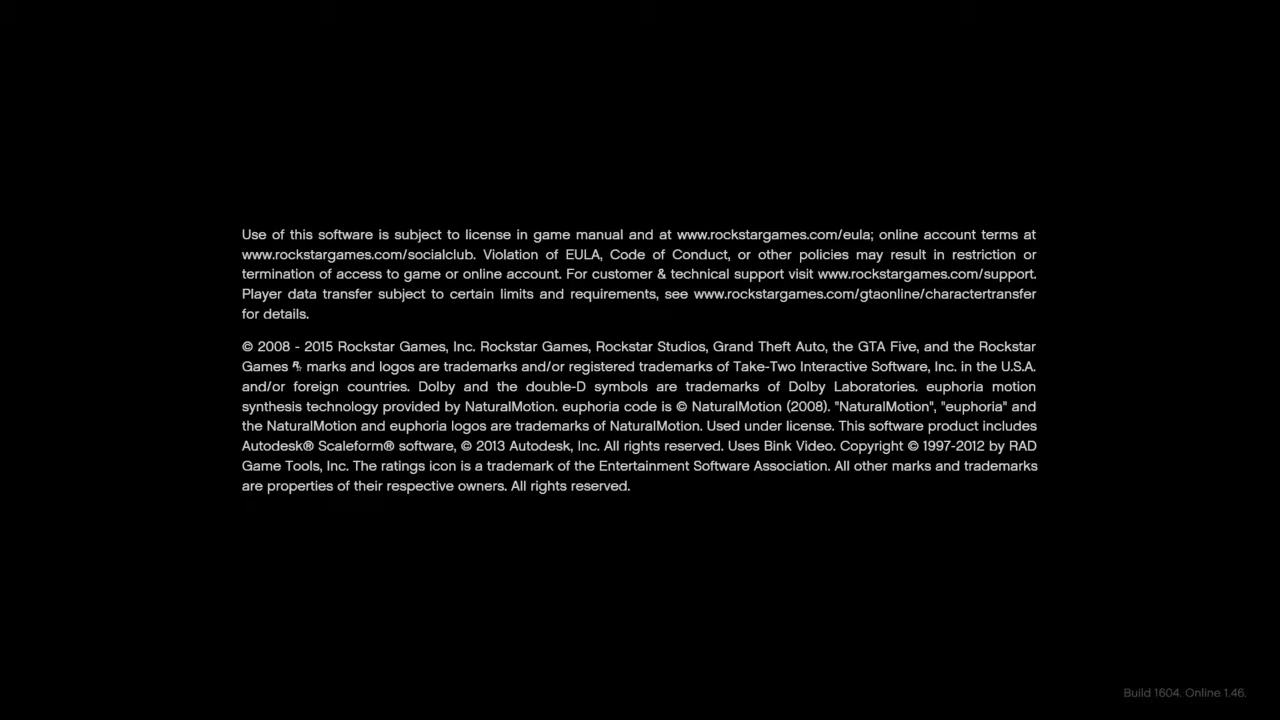 Use of this software is subject to license in game manual and at www.rockstargames.com/eula; online account terms at
www.rockstargames.com/socialclub. Violation of EULA, Code of Conduct, or other policies may result in restriction or
termination of access to game or online account. For customer & technical support visit www.rockstargames.com/support.
Player data transfer subject to certain limits and requirements, see www.rockstargames.com/gtaonline/charactertransfer
for details.
© 2008 - 2015 Rockstar Games, Inc. Rockstar Games, Rockstar Studios, Grand Theft Auto, the GTA Five, and the Rockstar
Games R* marks and logos are trademarks and/or registered trademarks of Take-Two Interactive Software, Inc. in the U.S.A.
and/or foreign countries. Dolby and the double-D symbols are trademarks of Dolby Laboratories. euphoria motion
synthesis technology provided by NaturalMotion. euphoria code is © NaturalMotion (2008). "NaturalMotion", "euphoria" and
the NaturalMotion and euphoria logos are trademarks of NaturalMotion. Used under license. This software product includes
Autodesk® Scaleform® software, © 2013 Autodesk, Inc. All rights reserved. Uses Bink Video. Copyright © 1997-2012 by RAD
Game Tools, Inc. The ratings icon is a trademark of the Entertainment Software Association. All other marks and trademarks
are properties of their respective owners. All rights reserved.
Build 1604. Online 1.46.